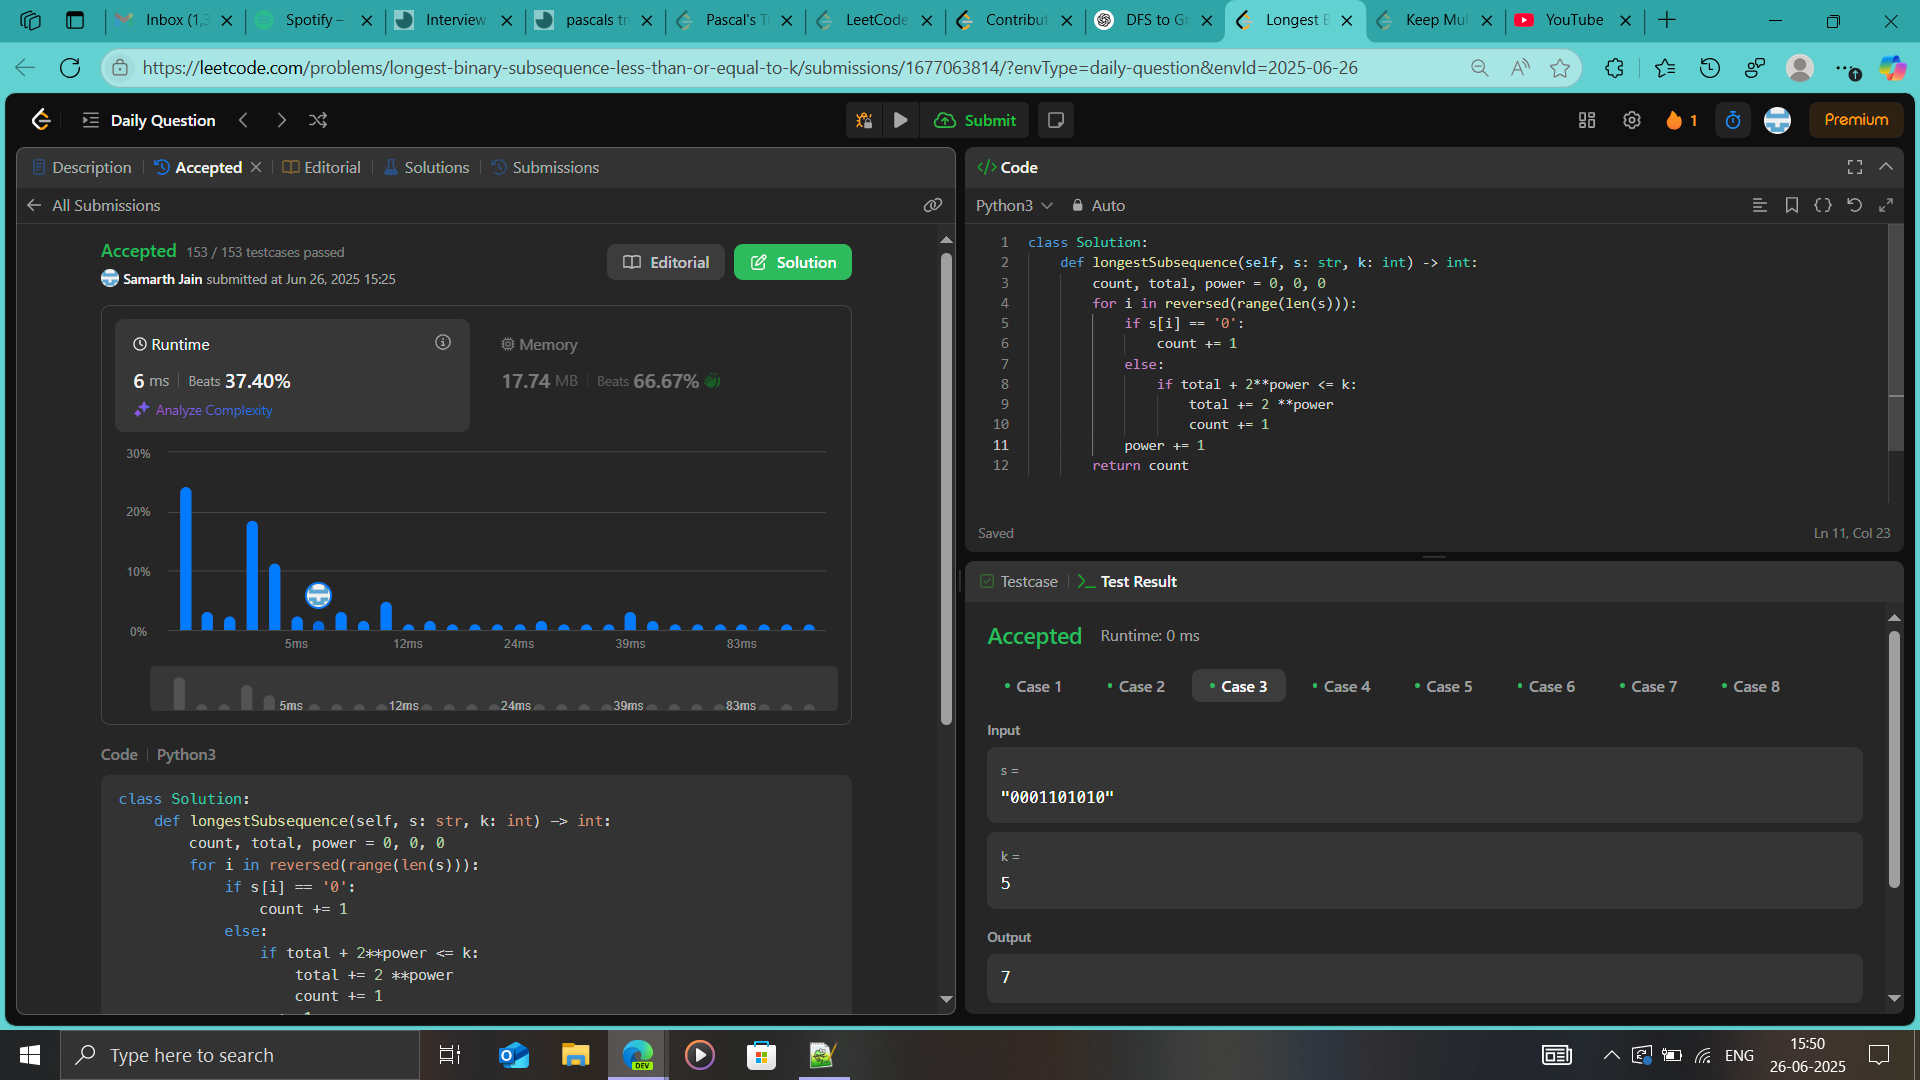 Inbox (1,3
Spotify –
Interview
pascals tri
Pascal's Tr
LeetCode
Contribut
DFS to Gr
Longest B
Keep Mul
YouTube
https://leetcode.com/problems/longest-binary-subsequence-less-than-or-equal-to-k/submissions/1677063814/?envType=daily-question&envId=2025-06-26
Daily Question
Submit
1
Premium
Description
Accepted
Editorial
Solutions
Submissions
All Submissions
Accepted 153 / 153 testcases passed
Samarth Jain submitted at Jun 26, 2025 15:25
Editorial
Solution
Runtime
6 ms | Beats 37.40%
Analyze Complexity
Memory
17.74 MB | Beats 66.67%
30%
20%
10%
0%
5ms 12ms 24ms 39ms 83ms
5ms 12ms 24ms 39ms 83ms
Code | Python3
class Solution:
    def longestSubsequence(self, s: str, k: int) -> int:
        count, total, power = 0, 0, 0
        for i in reversed(range(len(s))):
            if s[i] == '0':
                count += 1
            else:
                if total + 2**power <= k:
                    total += 2 **power
                    count += 1
</> Code
Python3
Auto
1 class Solution:
2     def longestSubsequence(self, s: str, k: int) -> int:
3         count, total, power = 0, 0, 0
4         for i in reversed(range(len(s))):
5             if s[i] == '0':
6                 count += 1
7             else:
8                 if total + 2**power <= k:
9                     total += 2 **power
10                     count += 1
11             power += 1
12         return count
Saved
Ln 11, Col 23
Testcase
Test Result
Accepted Runtime: 0 ms
Case 1
Case 2
Case 3
Case 4
Case 5
Case 6
Case 7
Case 8
Input
s =
"0001101010"
k =
5
Output
7
Type here to search
DEV
ENG
15:50
26-06-2025